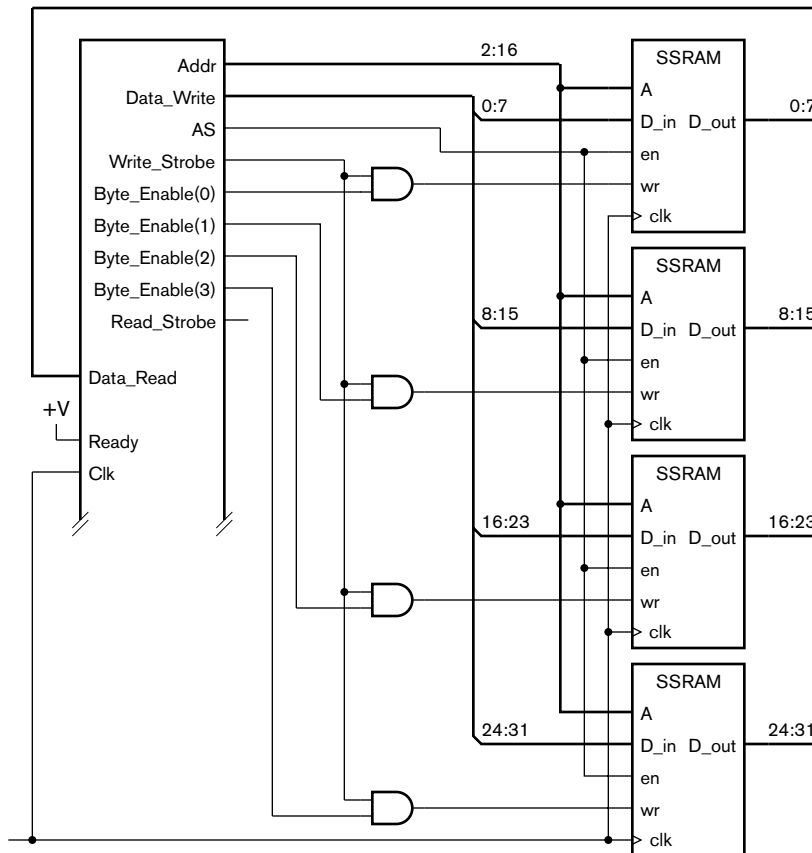 Addr
Data_Write
AS
Write_Strobe
Byte_Enable(0)
Byte_Enable(1)
Byte_Enable(2)
Byte_Enable(3)
Read_Strobe
Data_Read
+V
Ready
Clk
2:16
0:7
8:15
16:23
24:31
SSRAM
A
D_in D_out
en
wr
clk
0:7
SSRAM
A
D_in D_out
en
wr
clk
8:15
SSRAM
A
D_in D_out
en
wr
clk
16:23
SSRAM
A
D_in D_out
en
wr
clk
24:31